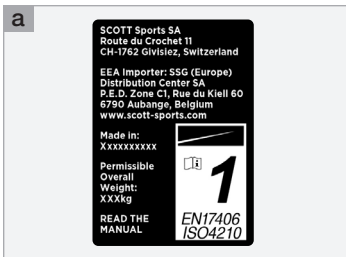 a
SCOTT Sports SA
Route du Crochet 11
CH-1762 Givisiez, Switzerland
EEA Importer: SSG (Europe)
Distribution Center SA
P.E.D. Zone C1, Rue du Kiell 60
6790 Aubange, Belgium
www.scott-sports.com
Made in:
Xxxxxxxxxx
Permissible
Overall
Weight:
XXXkg
READ THE
MANUAL
1
EN17406
ISO4210